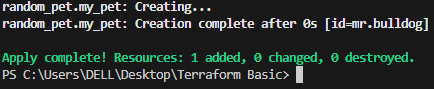 random_pet.my_pet: Creating...
random_pet.my_pet: Creation complete after 0s [id=mr.bulldog]
Apply complete! Resources: 1 added, 0 changed, 0 destroyed.
PS C:\Users\DELL\Desktop\Terraform Basic>